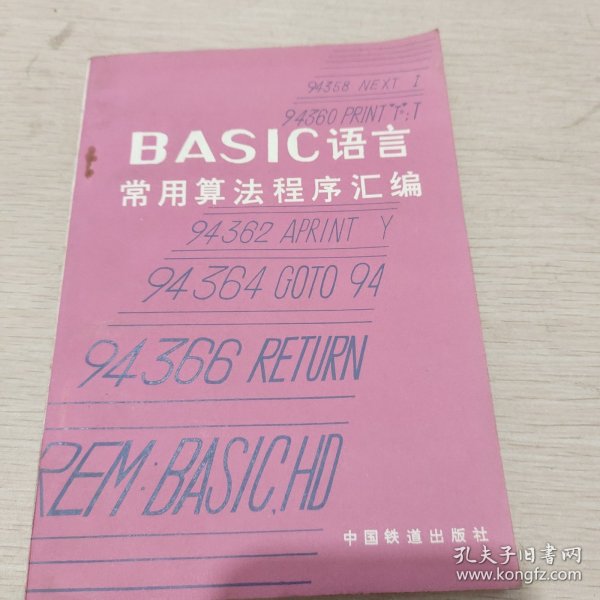 94358 NEXT I
94360 PRINT "T";T
BASIC语言
常用算法程序汇编
94362 APRINT Y
94364 GOTO 94
94366 RETURN
REM:BASIC,HD
中国铁道出版社
孔夫子旧书网
www.kongfz.com